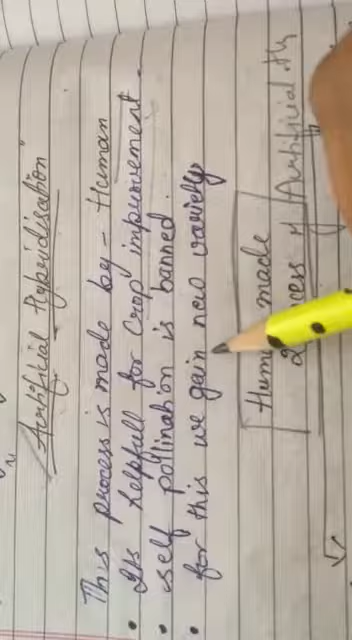 Artificial Hybridisation"
This process is made by - Human
• Its helpfull for crop improvement.
• self pollination is banned.
• for this we gain new variety
Human made
Artificial